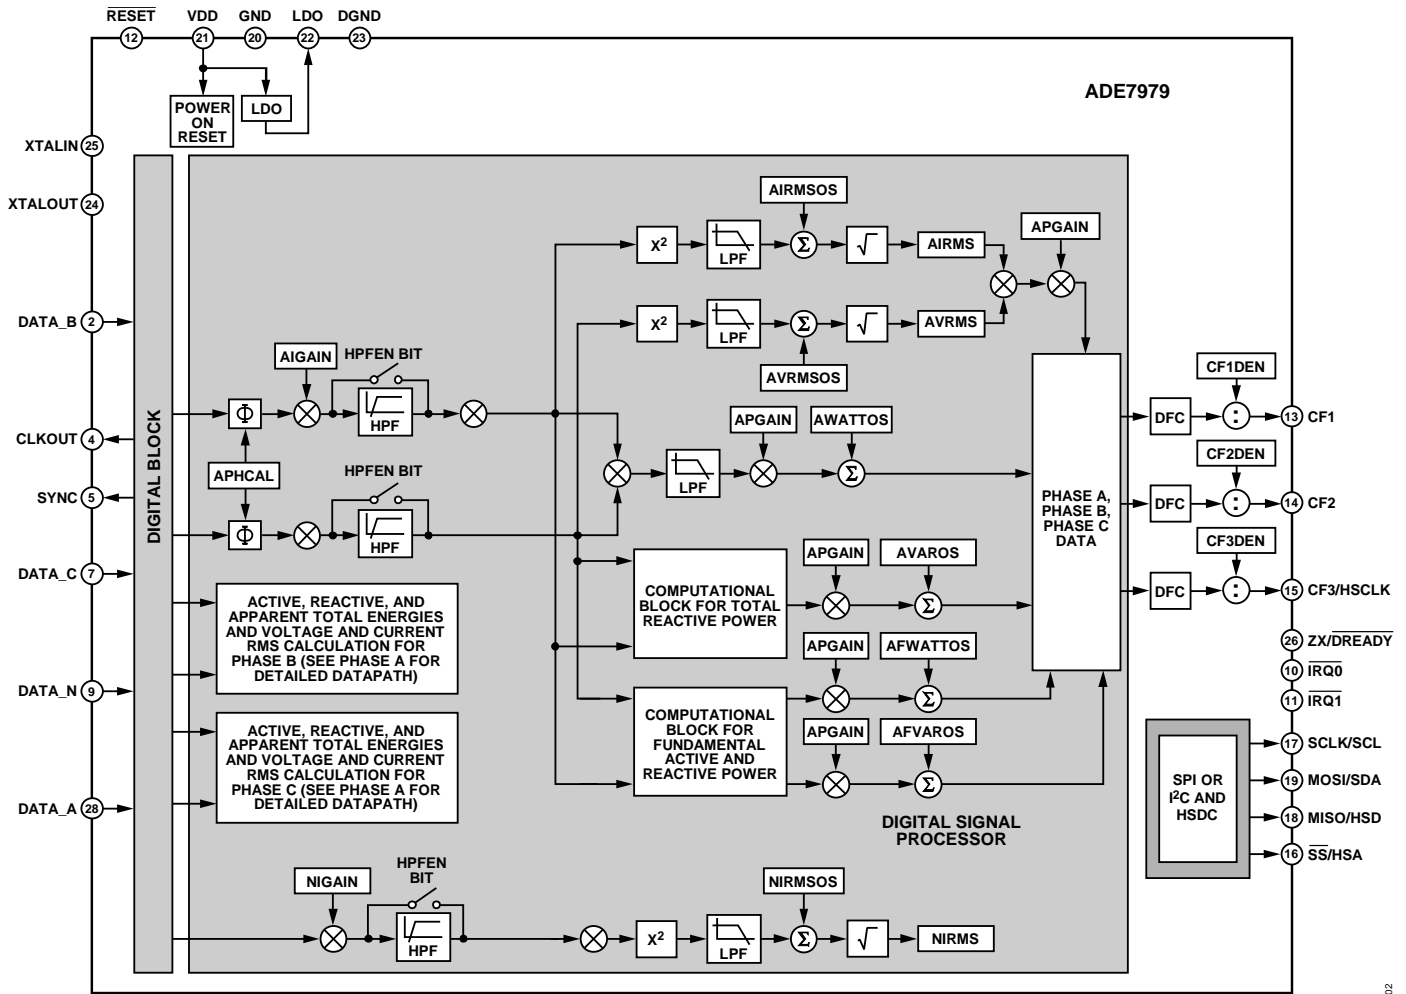 RESET VDD GND LDO DGND
12 21 20 22 23
ADE7979
POWER
ON
RESET
LDO
XTALIN 25
XTALOUT 24
DATA_B 2
CLKOUT 4
SYNC 5
DATA_C 7
DATA_N 9
DATA_A 28
DIGITAL BLOCK
AIRMSOS
X2
LPF
Σ
√
AIRMS
APGAIN
X2
LPF
Σ
√
AVRMS
AVRMSOS
AIGAIN
HPFEN BIT
Φ
HPF
APHCAL
HPFEN BIT
Φ
HPF
APGAIN
AWATTOS
LPF
Σ
COMPUTATIONAL
BLOCK FOR TOTAL
REACTIVE POWER
APGAIN
AVAROS
Σ
COMPUTATIONAL
BLOCK FOR
FUNDAMENTAL
ACTIVE AND
REACTIVE POWER
APGAIN
AFWATTOS
Σ
APGAIN
AFVAROS
Σ
ACTIVE, REACTIVE, AND
APPARENT TOTAL ENERGIES
AND VOLTAGE AND CURRENT
RMS CALCULATION FOR
PHASE B (SEE PHASE A FOR
DETAILED DATAPATH)
ACTIVE, REACTIVE, AND
APPARENT TOTAL ENERGIES
AND VOLTAGE AND CURRENT
RMS CALCULATION FOR
PHASE C (SEE PHASE A FOR
DETAILED DATAPATH)
DIGITAL SIGNAL
PROCESSOR
NIGAIN
HPFEN
BIT
HPF
X2
LPF
NIRMSOS
Σ
√
NIRMS
PHASE A,
PHASE B,
PHASE C
DATA
CF1DEN
DFC
:
13 CF1
CF2DEN
DFC
:
14 CF2
CF3DEN
DFC
:
15 CF3/HSCLK
26 ZX/DREADY
10 IRQ0
11 IRQ1
SPI OR
I2C AND
HSDC
17 SCLK/SCL
19 MOSI/SDA
18 MISO/HSD
16 SS/HSA
02